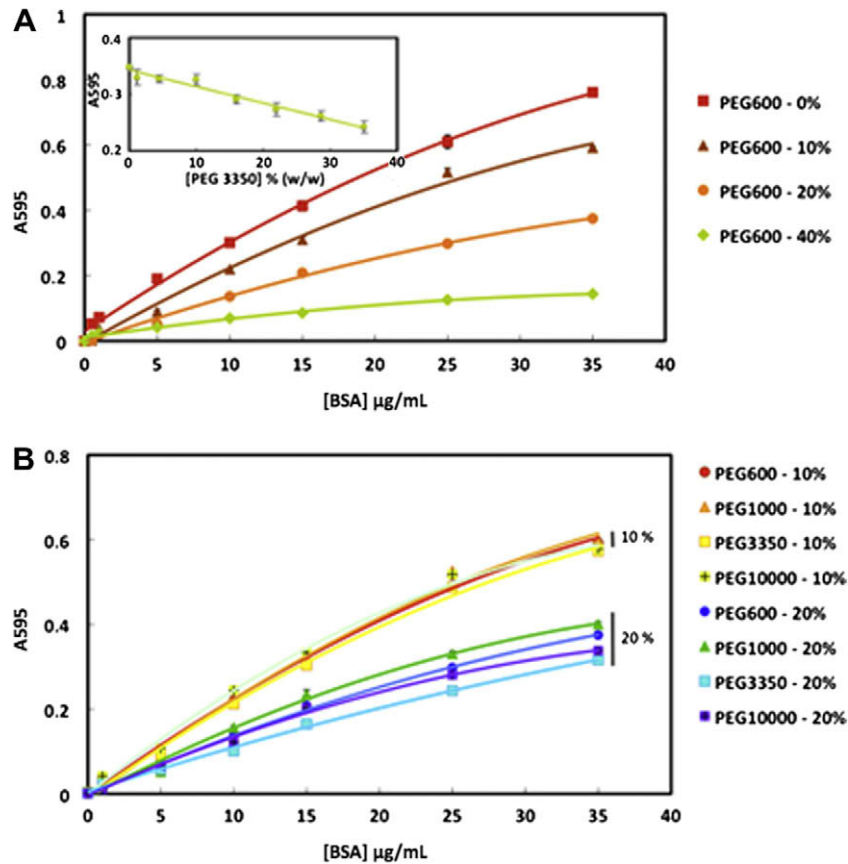 A
1
0.8
0.6
0.4
0.2
0
A595
0 5 10 15 20 25 30 35 40
[BSA] µg/mL
0.4
0.3
0.2
A595
0 10 20 30 40
[PEG 3350] % (w/w)
PEG600 - 0%
PEG600 - 10%
PEG600 - 20%
PEG600 - 40%
B
0.8
0.6
0.4
0.2
0
A595
0 5 10 15 20 25 30 35 40
[BSA] µg/mL
10 %
20 %
PEG600 - 10%
PEG1000 - 10%
PEG3350 - 10%
PEG10000 - 10%
PEG600 - 20%
PEG1000 - 20%
PEG3350 - 20%
PEG10000 - 20%